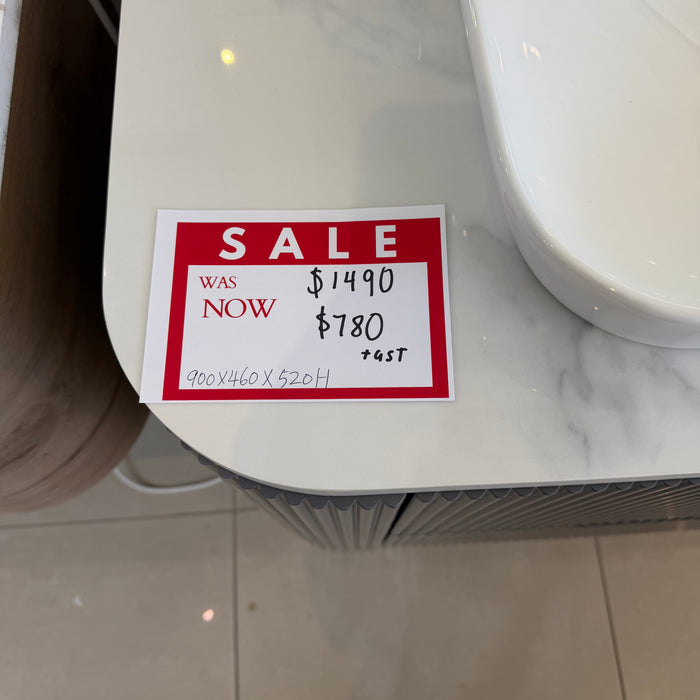 SALE
WAS $1490
NOW $780
+GST
900X460X520H